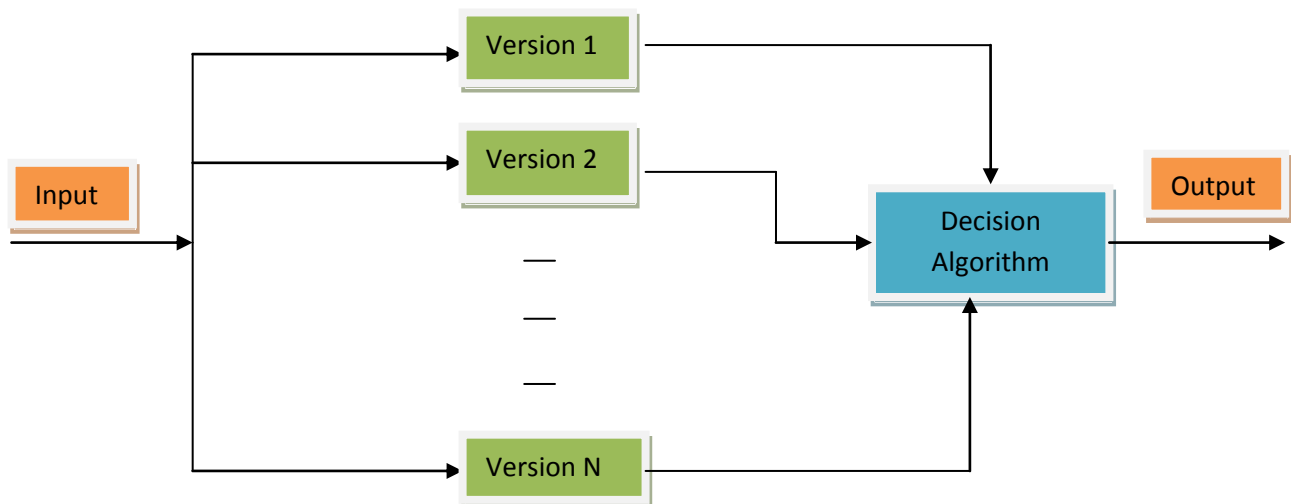 Version 1
Version 2
Input
Output
Decision
Algorithm
Version N